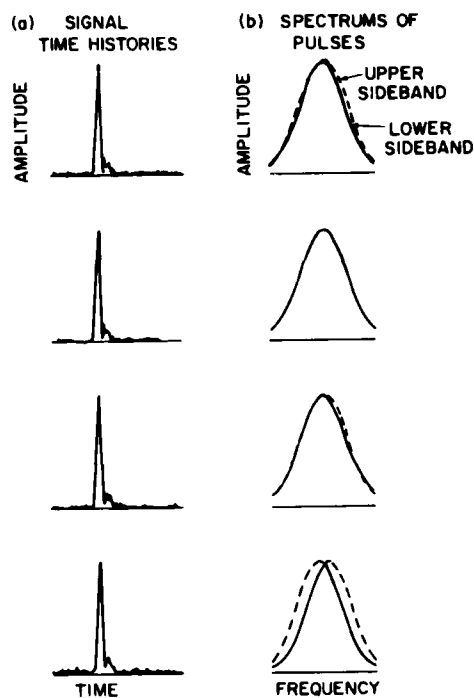 (a) SIGNAL
TIME HISTORIES
(b) SPECTRUMS OF
PULSES
AMPLITUDE
AMPLITUDE
UPPER
SIDEBAND
LOWER
SIDEBAND
TIME
FREQUENCY